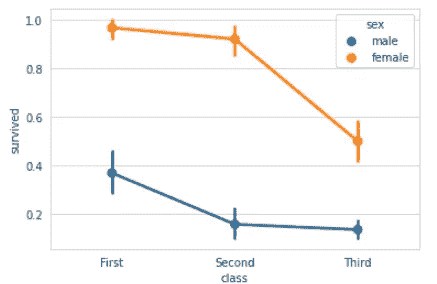 1.0
0.8
0.6
0.4
0.2
survived
sex
male
female
First
Second
Third
class